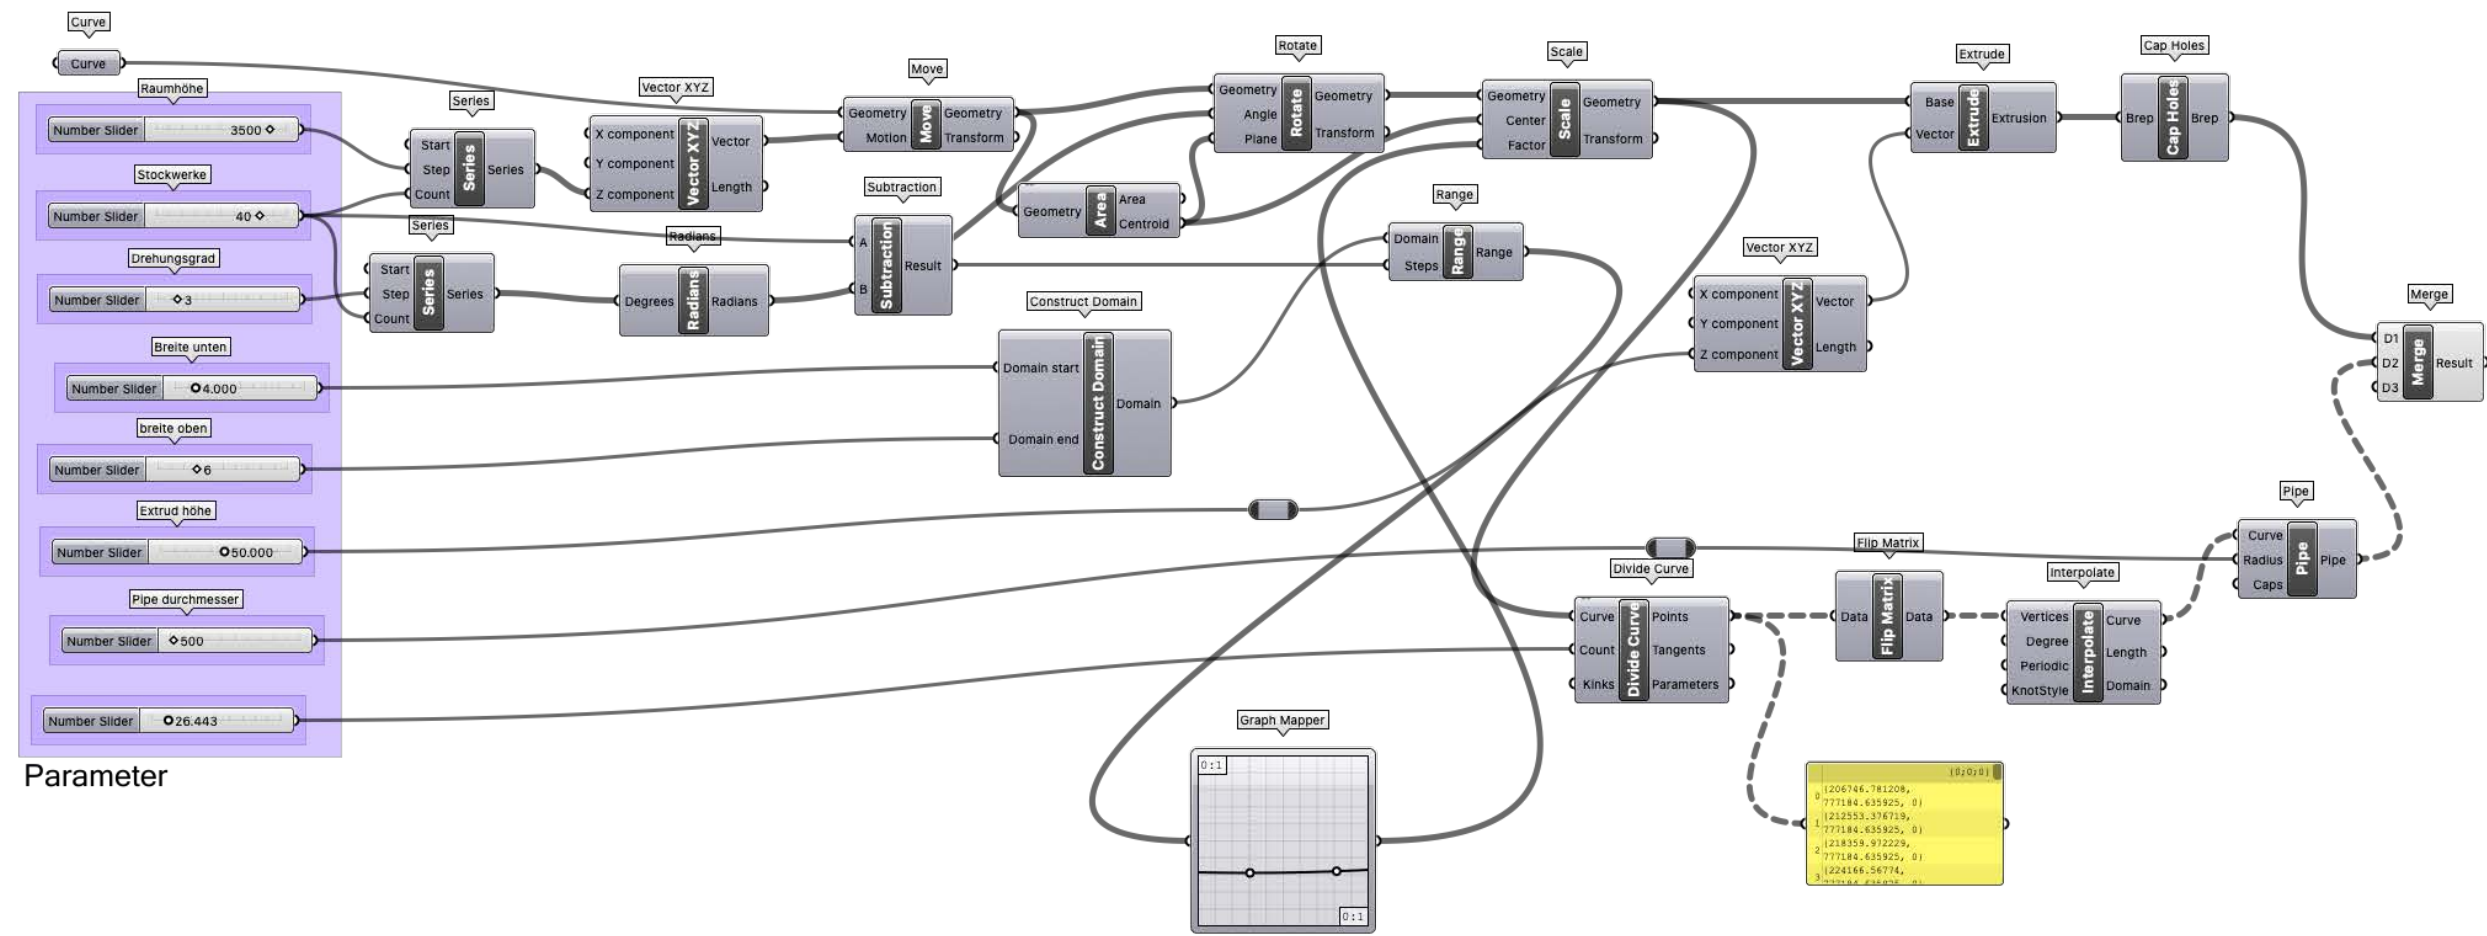 Curve
Curve
Raumhöhe
Number Slider 3500
Stockwerke
Number Slider 40
Drehungsgrad
Number Slider 3
Breite unten
Number Slider 4.000
breite oben
Number Slider 6
Extrud höhe
Number Slider 50.000
Pipe durchmesser
Number Slider 500
Number Slider 26.443
Parameter
Series
Start
Step
Count
Series
Series
Series
Start
Step
Count
Series
Series
Vector XYZ
X component
Y component
Z component
Vector XYZ
Vector
Length
Radians
Degrees
Radians
Radians
Move
Geometry
Motion
Move
Geometry
Transform
Subtraction
A
B
Subtraction
Result
Geometry
Area
Area
Centroid
Construct Domain
Domain start
Domain end
Construct Domain
Domain
Rotate
Geometry
Angle
Plane
Rotate
Geometry
Transform
Range
Domain
Steps
Range
Range
Scale
Geometry
Center
Factor
Scale
Geometry
Transform
Vector XYZ
X component
Y component
Z component
Vector XYZ
Vector
Length
Extrude
Base
Vector
Extrude
Extrusion
Cap Holes
Brep
Cap Holes
Brep
Merge
D1
D2
D3
Merge
Result
Graph Mapper
0:1
0:1
Divide Curve
Curve
Count
Kinks
Divide Curve
Points
Tangents
Parameters
Flip Matrix
Data
Flip Matrix
Data
Interpolate
Vertices
Degree
Periodic
KnotStyle
Interpolate
Curve
Length
Domain
Pipe
Curve
Radius
Caps
Pipe
Pipe
{0;0;0}
0 {206746.781208,
777184.635925, 0}
1 {212553.376719,
777184.635925, 0}
2 {218359.972229,
777184.635925, 0}
3 {224166.56774,